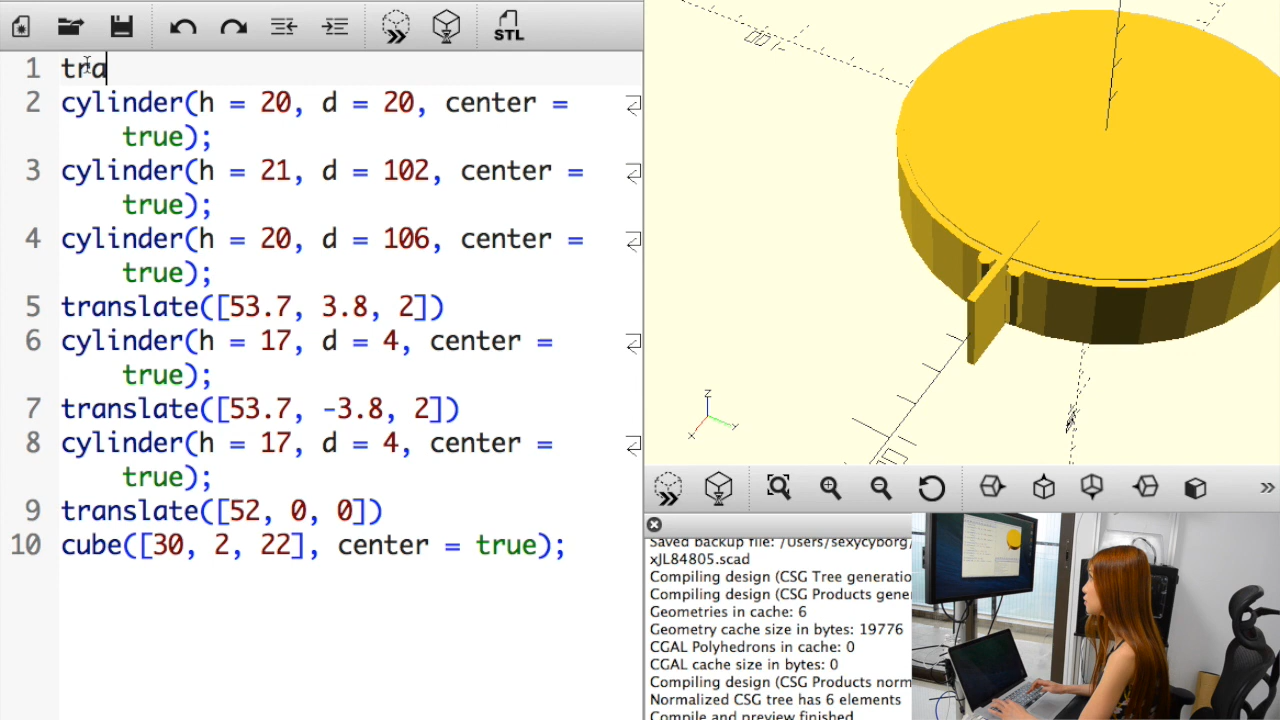 STL
1 tra
2 cylinder(h = 20, d = 20, center =
true);
3 cylinder(h = 21, d = 102, center =
true);
4 cylinder(h = 20, d = 106, center =
true);
5 translate([53.7, 3.8, 2])
6 cylinder(h = 17, d = 4, center =
true);
7 translate([53.7, -3.8, 2])
8 cylinder(h = 17, d = 4, center =
true);
9 translate([52, 0, 0])
10 cube([30, 2, 22], center = true);
z
x
y
Saved backup file: /Users/sexycyborg/
xJL84805.scad
Compiling design (CSG Tree generatio
Compiling design (CSG Products gene
Geometries in cache: 6
Geometry cache size in bytes: 19776
CGAL Polyhedrons in cache: 0
CGAL cache size in bytes: 0
Compiling design (CSG Products norm
Normalized CSG tree has 6 elements
Compile and preview finished